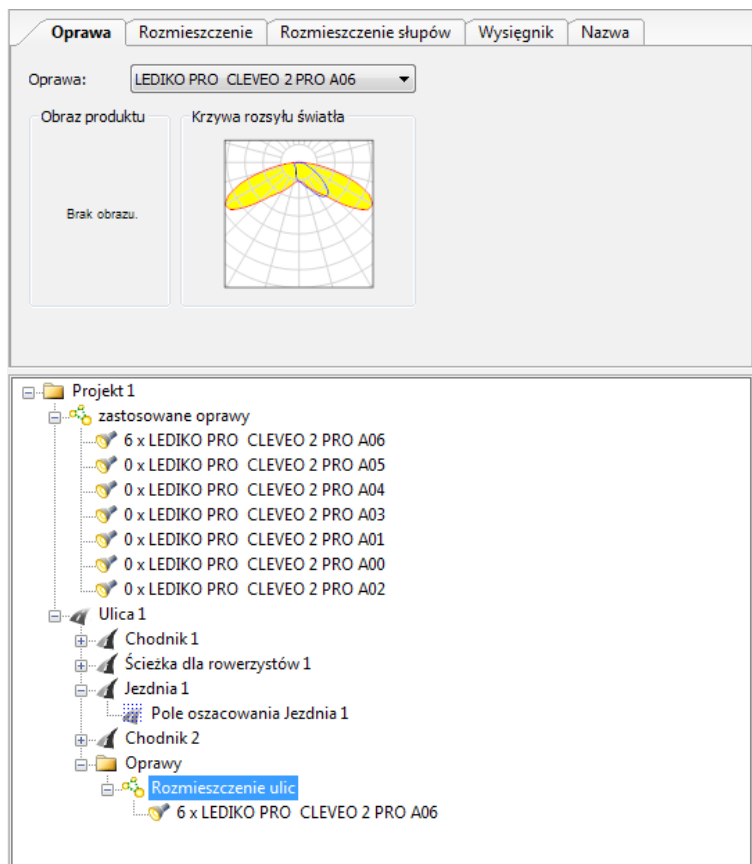 Oprawa Rozmieszczenie Rozmieszczenie słupów Wysięgnik Nazwa
Oprawa: LEDIKO PRO  CLEVEO 2 PRO A06
Obraz produktu Krzywa rozsyłu światła
Brak obrazu.
Projekt 1
zastosowane oprawy
6 x LEDIKO PRO  CLEVEO 2 PRO A06
0 x LEDIKO PRO  CLEVEO 2 PRO A05
0 x LEDIKO PRO  CLEVEO 2 PRO A04
0 x LEDIKO PRO  CLEVEO 2 PRO A03
0 x LEDIKO PRO  CLEVEO 2 PRO A01
0 x LEDIKO PRO  CLEVEO 2 PRO A00
0 x LEDIKO PRO  CLEVEO 2 PRO A02
Ulica 1
Chodnik 1
Ścieżka dla rowerzystów 1
Jezdnia 1
Pole oszacowania Jezdnia 1
Chodnik 2
Oprawy
Rozmieszczenie ulic
6 x LEDIKO PRO  CLEVEO 2 PRO A06